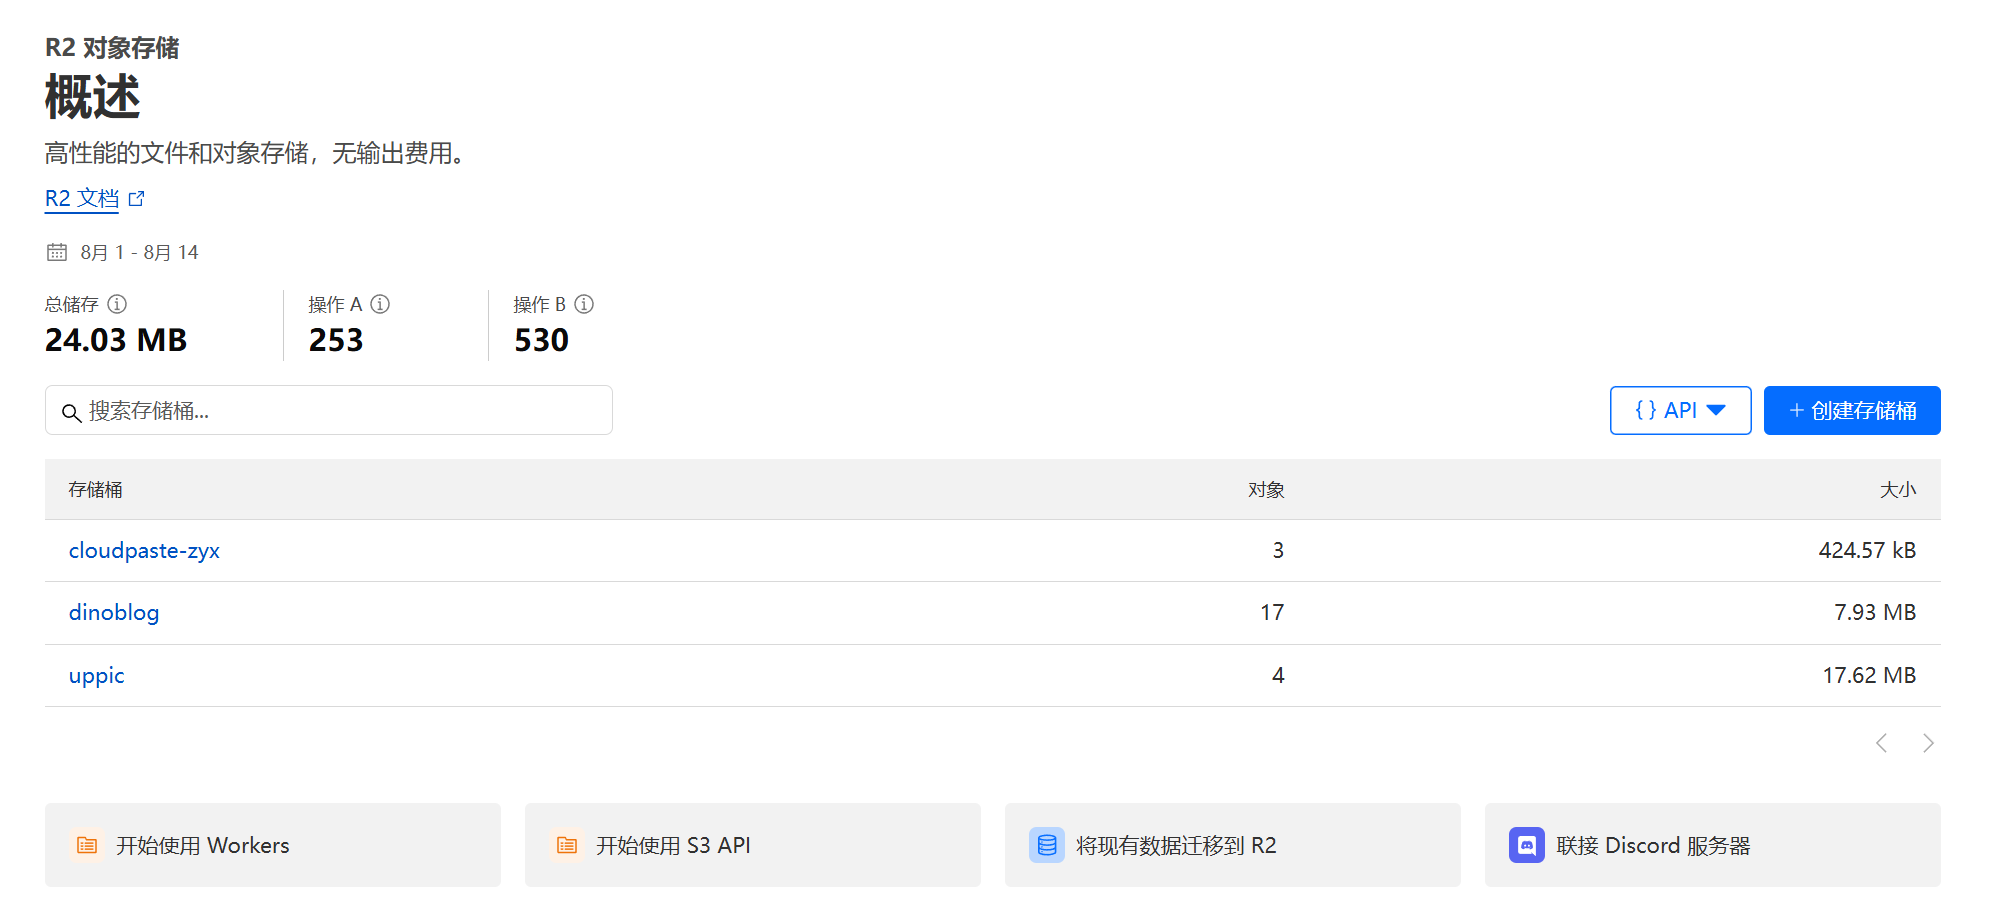 R2 对象存储
概述
高性能的文件和对象存储，无输出费用。
R2 文档
8月 1 - 8月 14
总储存 操作 A 操作 B
24.03 MB 253 530
搜索存储桶... { } API + 创建存储桶
存储桶 对象 大小
cloudpaste-zyx 3 424.57 kB
dinoblog 17 7.93 MB
uppic 4 17.62 MB
开始使用 Workers 开始使用 S3 API 将现有数据迁移到 R2 联接 Discord 服务器